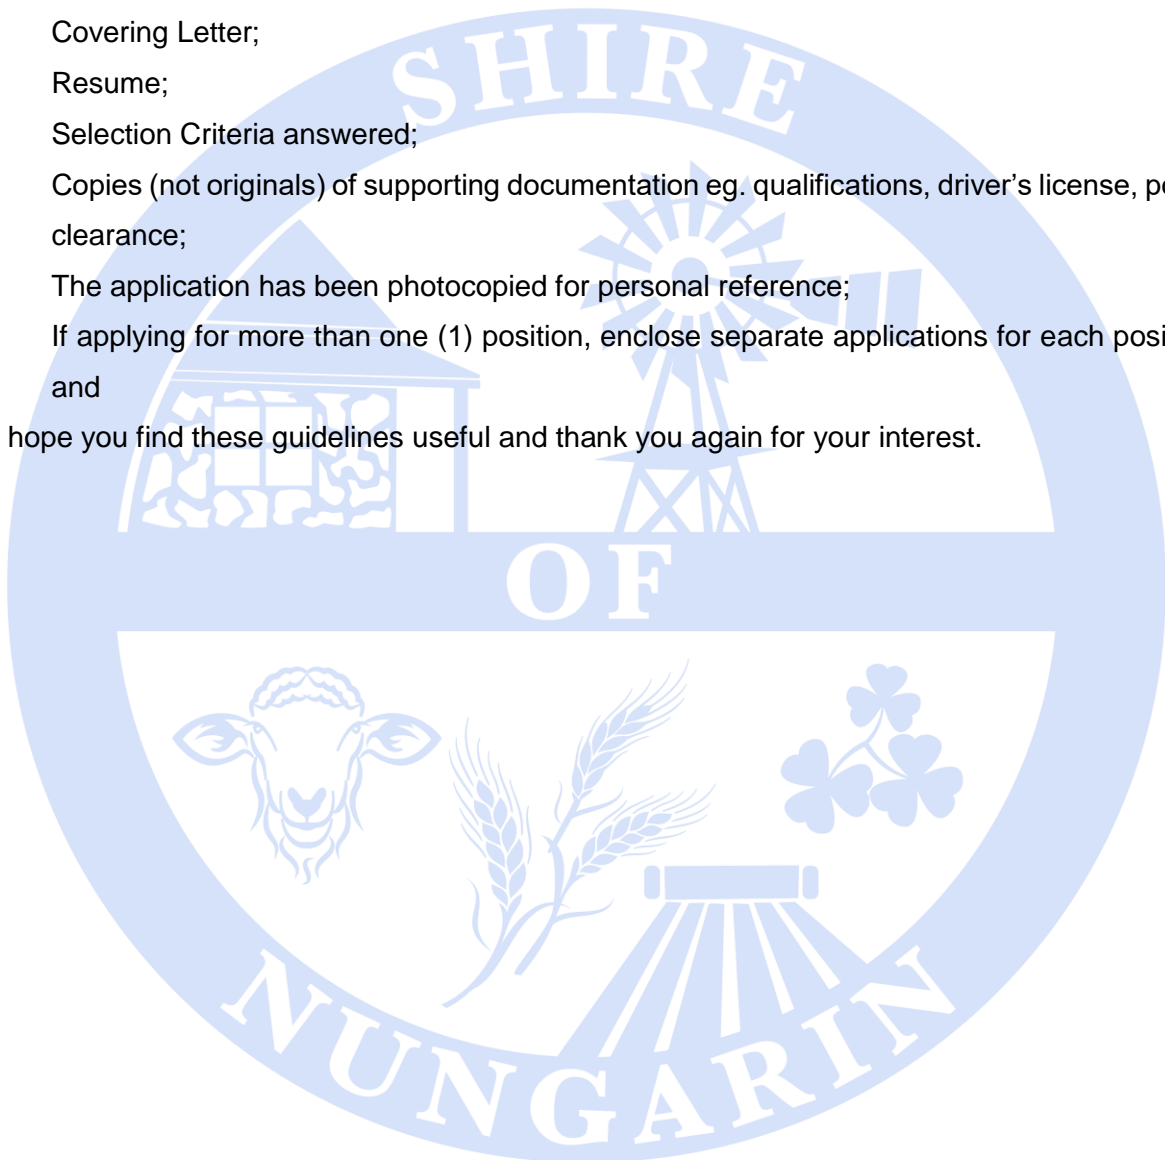 Covering Letter;
Resume;
Selection Criteria answered;
Copies (not originals) of supporting documentation eg. qualifications, driver’s license,
clearance;
The application has been photocopied for personal reference;
If applying for more than one (1) position, enclose separate applications for each
and
hope you find these guidelines useful and thank you again for your interest.
SHIRE
OF
NUNGARIN